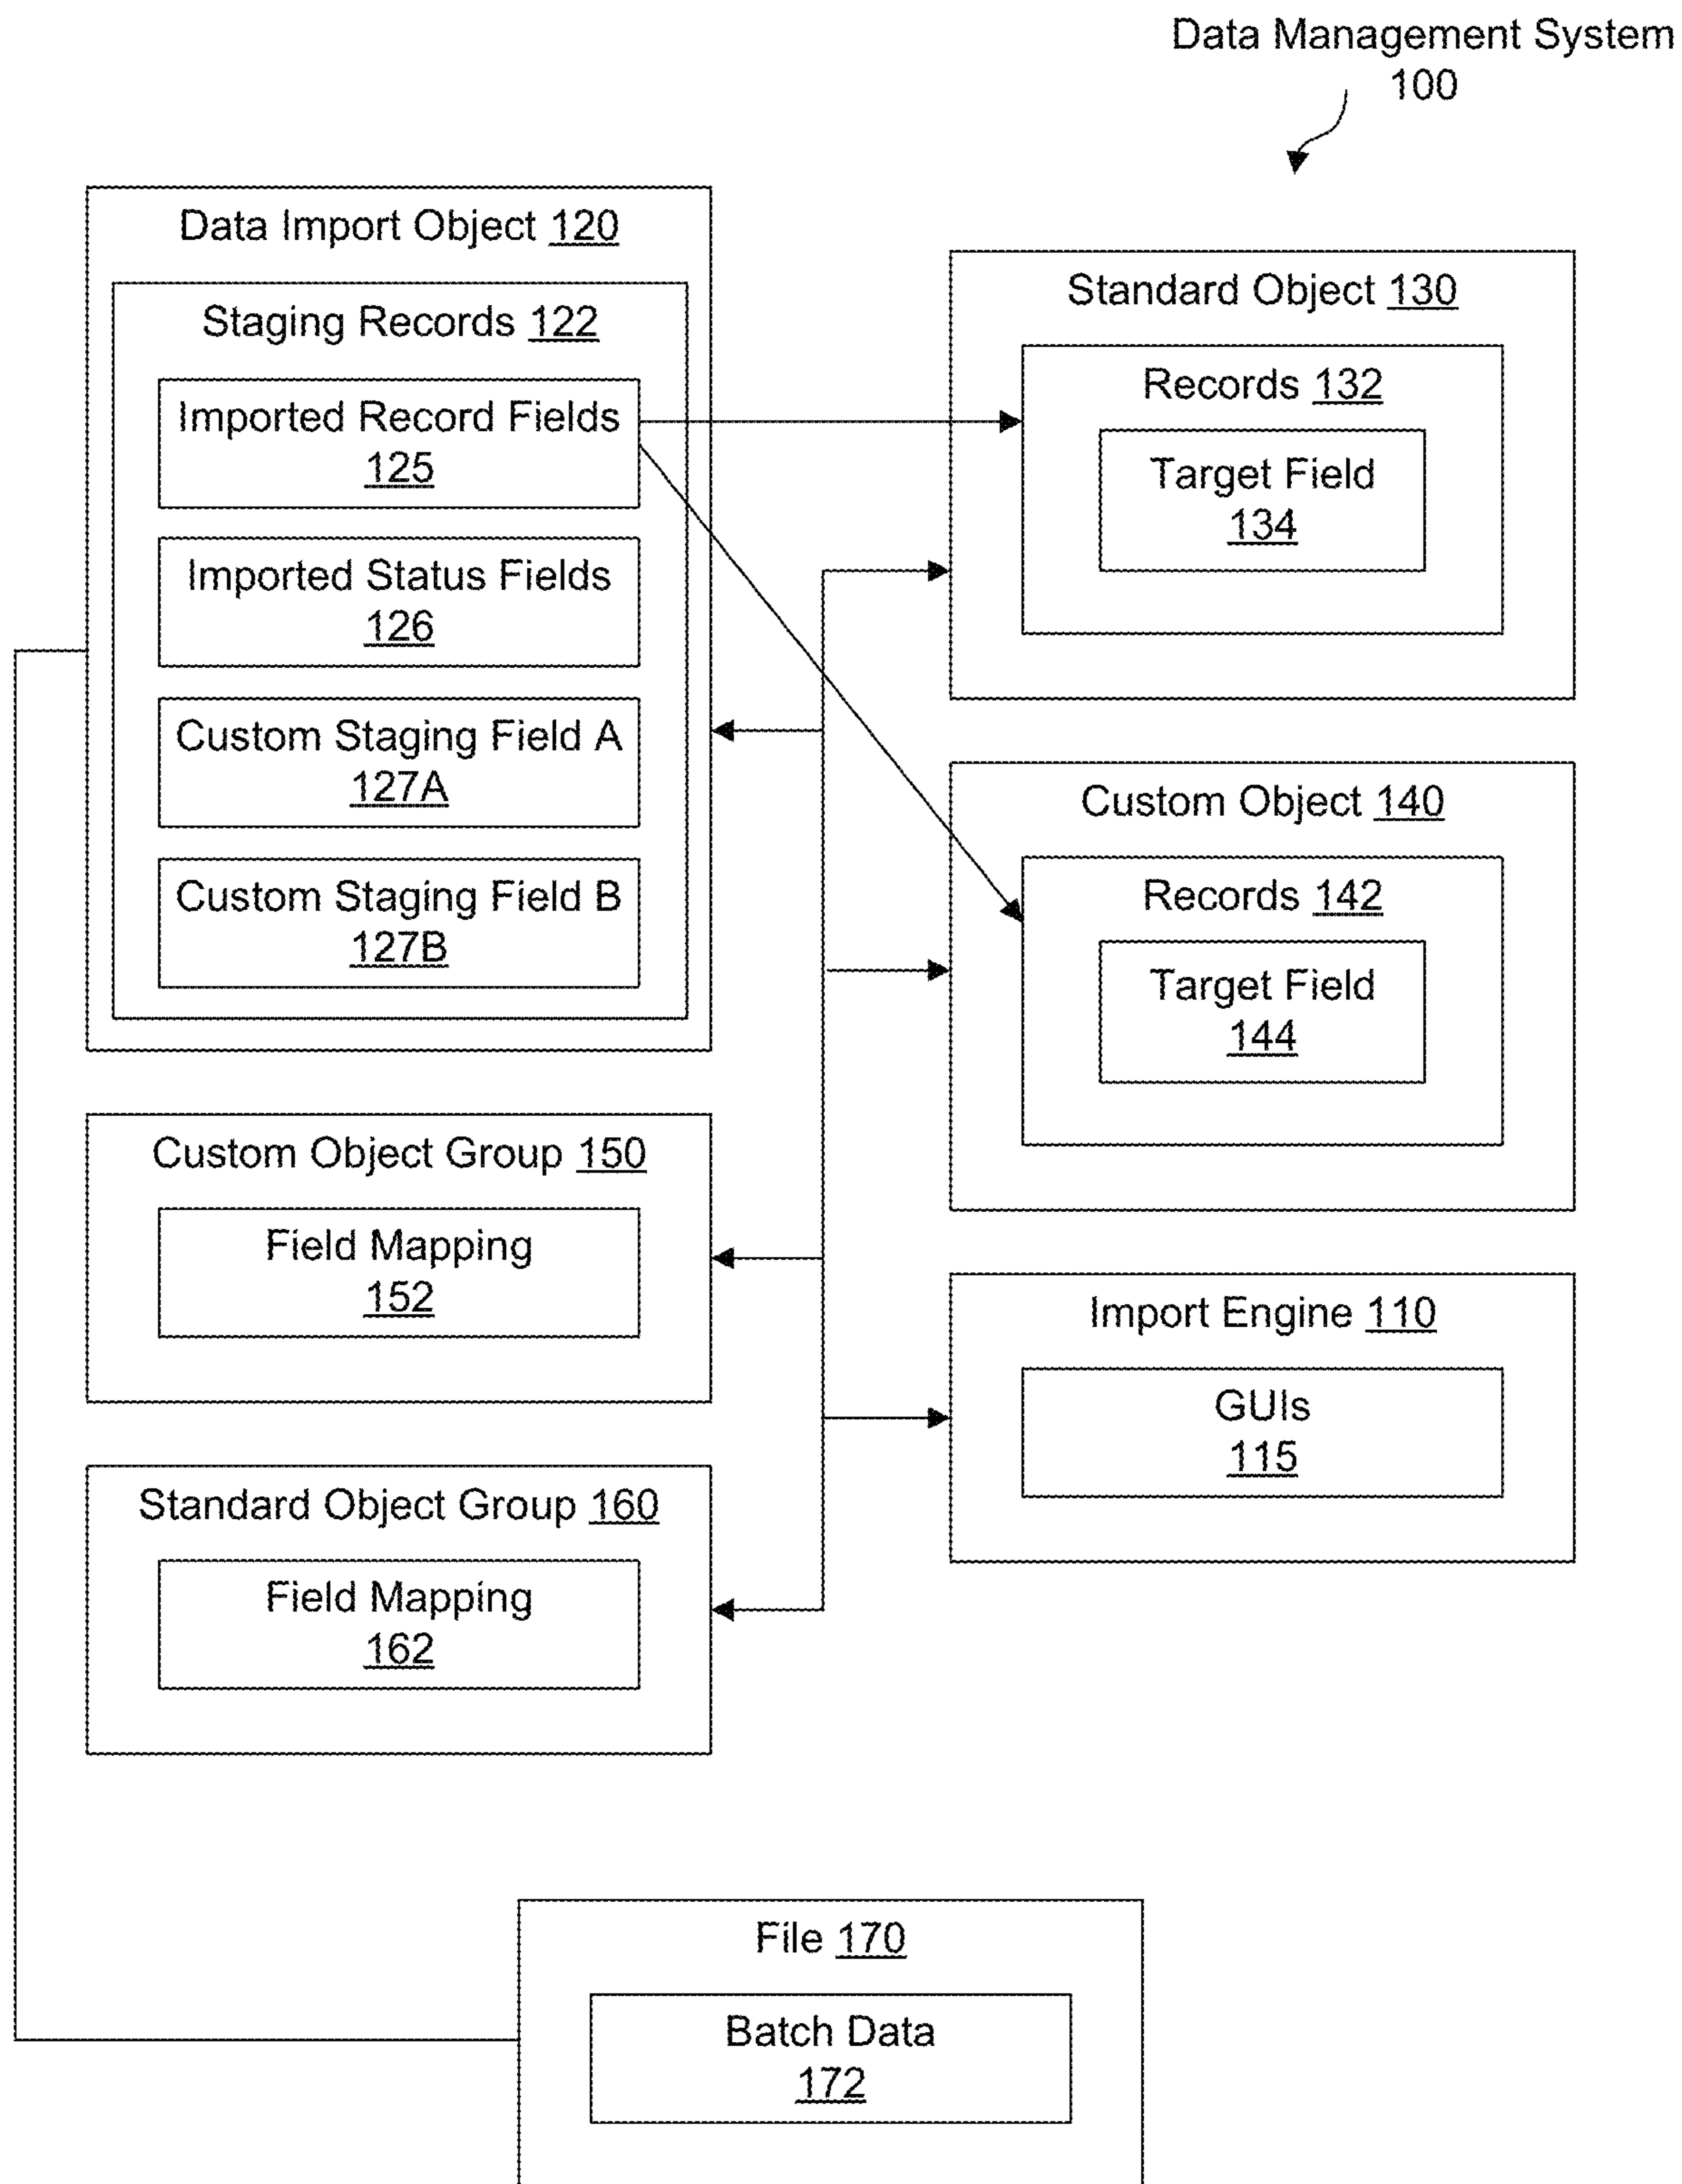 Data Management System
100
Data Import Object 120
Staging Records 122
Imported Record Fields
125
Imported Status Fields
126
Custom Staging Field A
127A
Custom Staging Field B
127B
Standard Object 130
Records 132
Target Field
134
Custom Object 140
Records 142
Target Field
144
Custom Object Group 150
Field Mapping
152
Import Engine 110
GUIs
115
Standard Object Group 160
Field Mapping
162
File 170
Batch Data
172